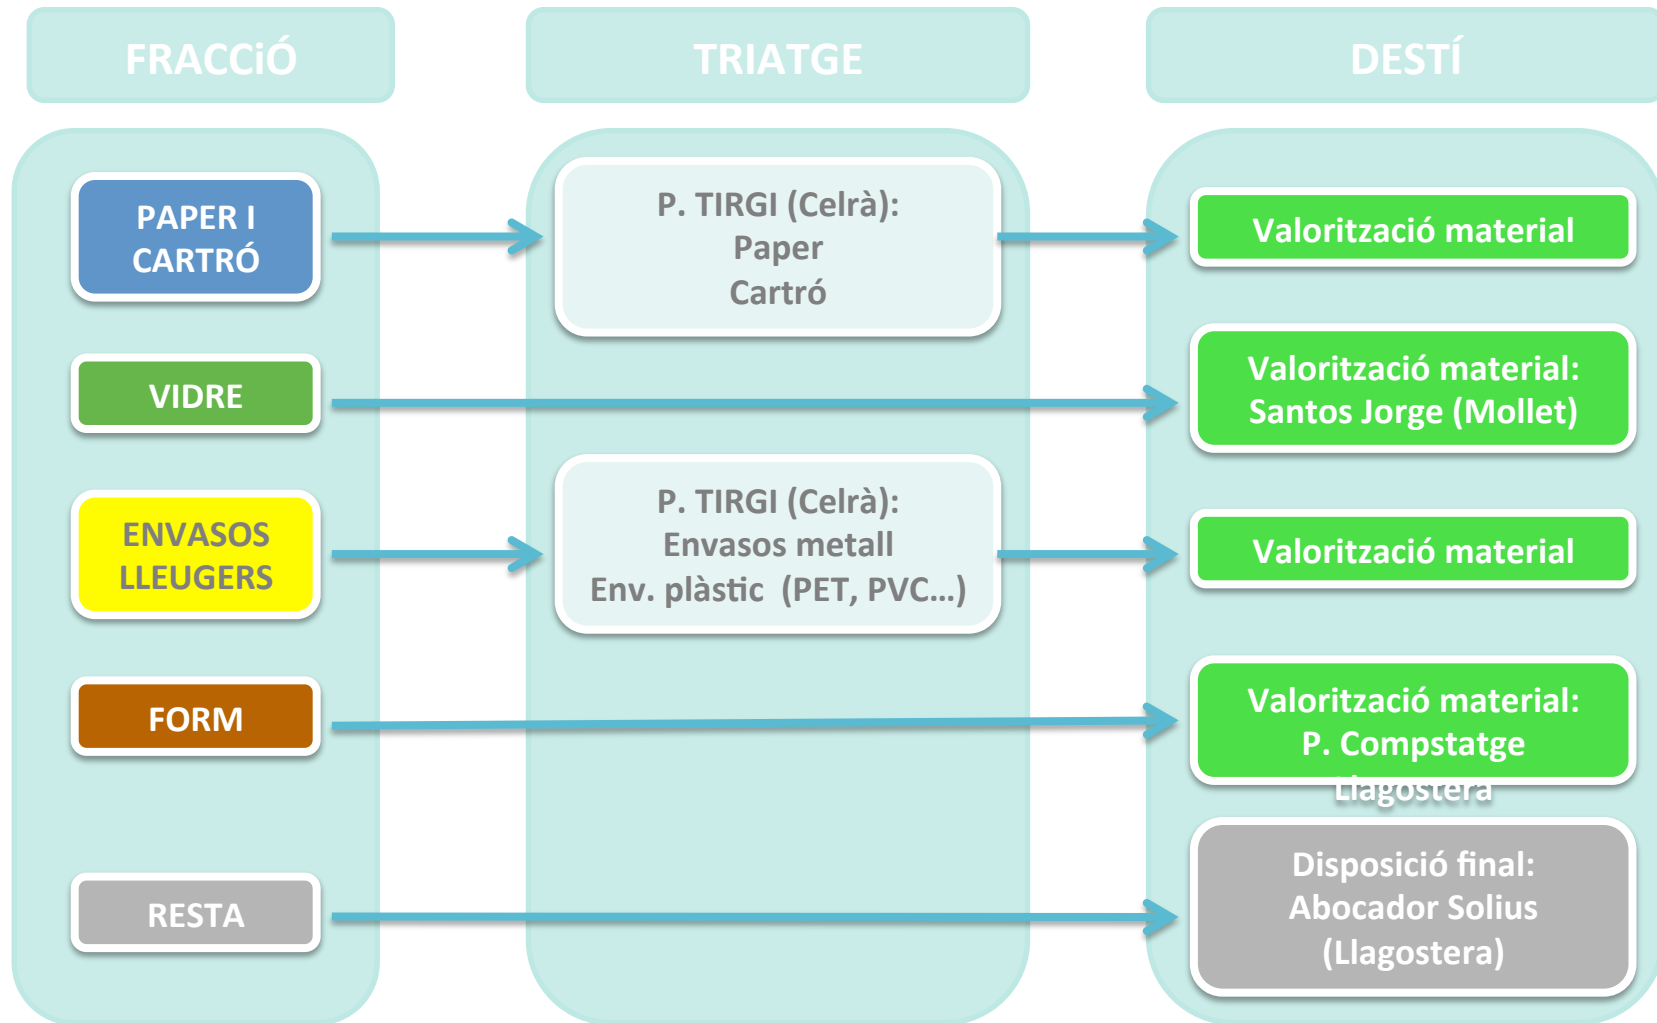 FRACCiÓ
TRIATGE
DESTÍ
PAPER I
CARTRÓ
P. TIRGI (Celrà):
Paper
Cartró
Valorització material
VIDRE
Valorització material:
Santos Jorge (Mollet)
ENVASOS
LLEUGERS
P. TIRGI (Celrà):
Envasos metall
Env. plàstic  (PET, PVC...)
Valorització material
FORM
Valorització material:
P. Compstatge
Llagostera
RESTA
Disposició final:
Abocador Solius
(Llagostera)